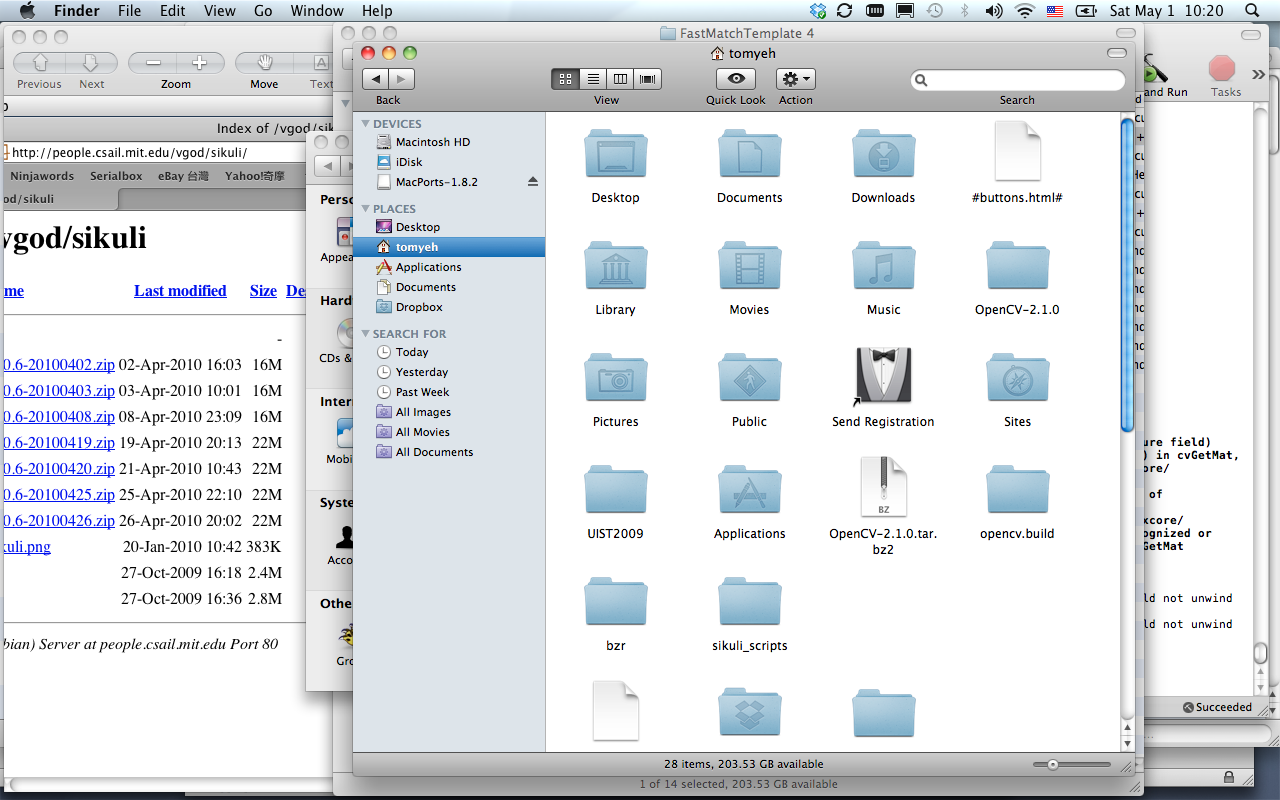 Finder File Edit View Go Window Help
Sat May 1 10:20
FastMatchTemplate 4
tomyeh
Back View Quick Look Action Search
DEVICES
Macintosh HD
iDisk
MacPorts-1.8.2
PLACES
Desktop
tomyeh
Applications
Documents
Dropbox
SEARCH FOR
Today
Yesterday
Past Week
All Images
All Movies
All Documents
Desktop Documents Downloads #buttons.html#
Library Movies Music OpenCV-2.1.0
Pictures Public Send Registration Sites
BZ
UIST2009 Applications OpenCV-2.1.0.tar. opencv.build
bz2
bzr sikuli_scripts
28 items, 203.53 GB available
1 of 14 selected, 203.53 GB available
Previous Next Zoom Move Text
Index of /vgod/sik
http://people.csail.mit.edu/vgod/sikuli/
Ninjawords Serialbox eBay 台灣 Yahoo!奇摩
od/sikuli
vgod/sikuli
me Last modified Size De
-
0.6-20100402.zip 02-Apr-2010 16:03 16M
0.6-20100403.zip 03-Apr-2010 10:01 16M
0.6-20100408.zip 08-Apr-2010 23:09 16M
0.6-20100419.zip 19-Apr-2010 20:13 22M
0.6-20100420.zip 21-Apr-2010 10:43 22M
0.6-20100425.zip 25-Apr-2010 22:10 22M
0.6-20100426.zip 26-Apr-2010 20:02 22M
kuli.png 20-Jan-2010 10:42 383K
27-Oct-2009 16:18 2.4M
27-Oct-2009 16:36 2.8M
bian) Server at people.csail.mit.edu Port 80
Perso
Appea
Hard
CDs &
Intern
Mobi
Syste
Acco
Othe
Gro
and Run Tasks
ure field)
) in cvGetMat,
ore/
of
xcore/
ognized or
GetMat
ld not unwind
ld not unwind
Succeeded